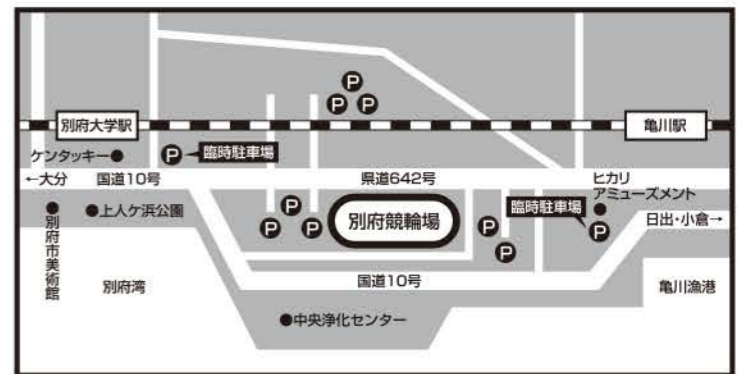 P
P P
別府大学駅
亀川駅
ケンタッキー
P
臨時駐車場
←大分
国道10号
県道642号
ヒカリ
アミューズメント
別府市美術館
上人ケ浜公園
P
P P
別府競輪場
P
P
臨時駐車場
P
日出・小倉→
別府湾
国道10号
亀川漁港
中央浄化センター